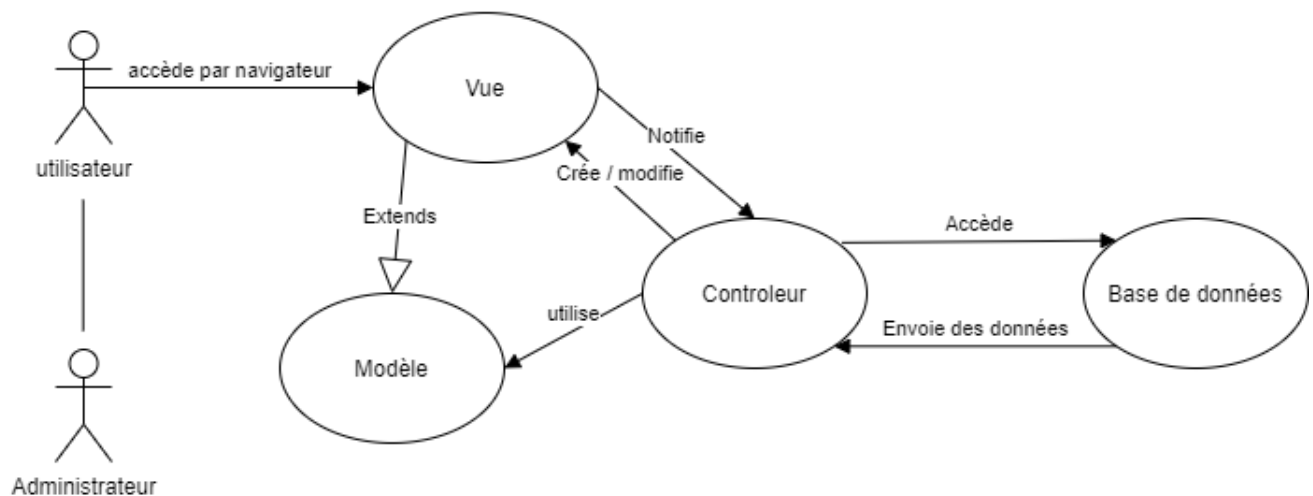 accède par navigateur
Vue
utilisateur
Notifie
Crée / modifie
Extends
Accède
Controleur
Base de données
utilise
Envoie des données
Modèle
Administrateur